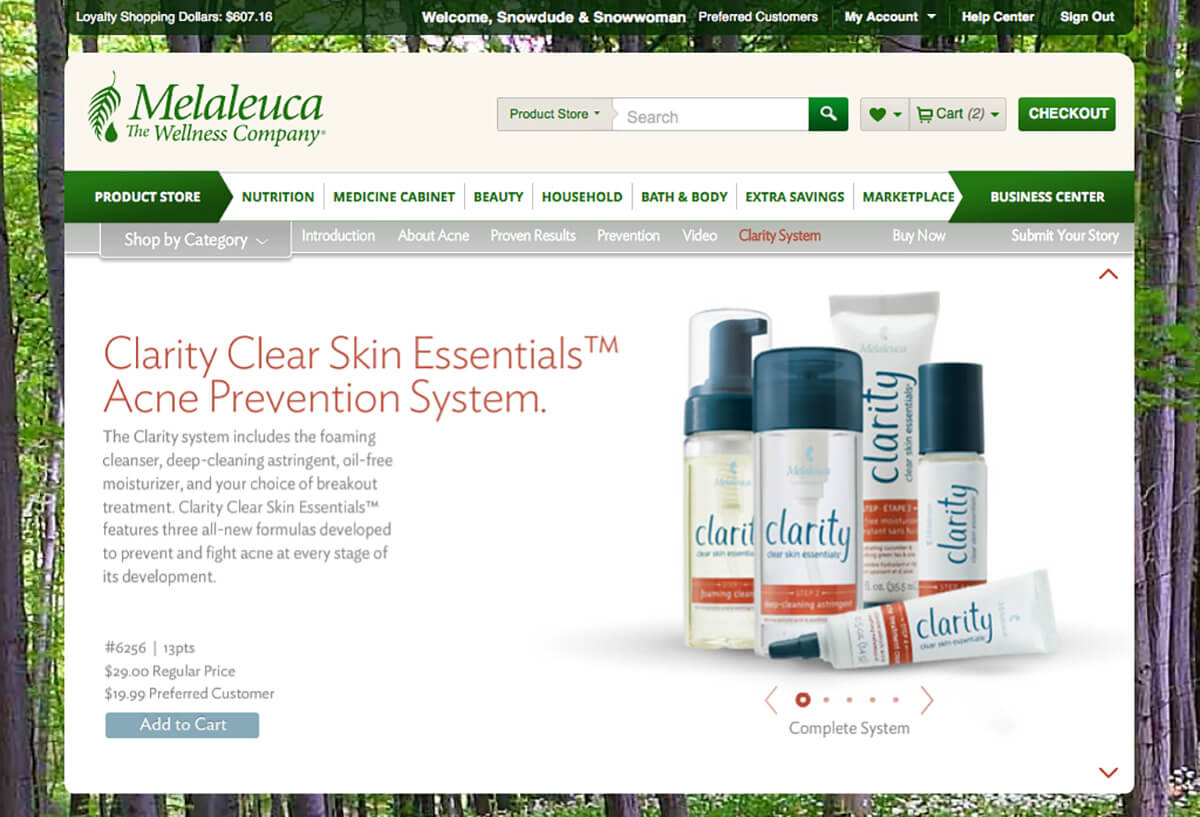 Loyalty Shopping Dollars: $607.16
Welcome, Snowdude & Snowwoman Preferred Customers
My Account
Help Center
Sign Out
Melaleuca
The Wellness Company®
Product Store
Search
Cart (2)
CHECKOUT
PRODUCT STORE
NUTRITION
MEDICINE CABINET
BEAUTY
HOUSEHOLD
BATH & BODY
EXTRA SAVINGS
MARKETPLACE
BUSINESS CENTER
Shop by Category
Introduction
About Acne
Proven Results
Prevention
Video
Clarity System
Buy Now
Submit Your Story
Clarity Clear Skin Essentials™
Acne Prevention System.
The Clarity system includes the foaming
cleanser, deep-cleaning astringent, oil-free
moisturizer, and your choice of breakout
treatment. Clarity Clear Skin Essentials™
features three all-new formulas developed
to prevent and fight acne at every stage of
its development.
#6256 | 13pts
$29.00 Regular Price
$19.99 Preferred Customer
Add to Cart
Melaleuca
clarit
clear skin essentia
STEP 1
foaming clean
Melaleuca
clarity
clear skin essentials
STEP 2
deep-cleaning astringent
Melaleuca
clarity
clear skin essentials
STEP · ÉTAPE 3
clarity
clear skin essentials
clarity
clear skin essentials
Complete System